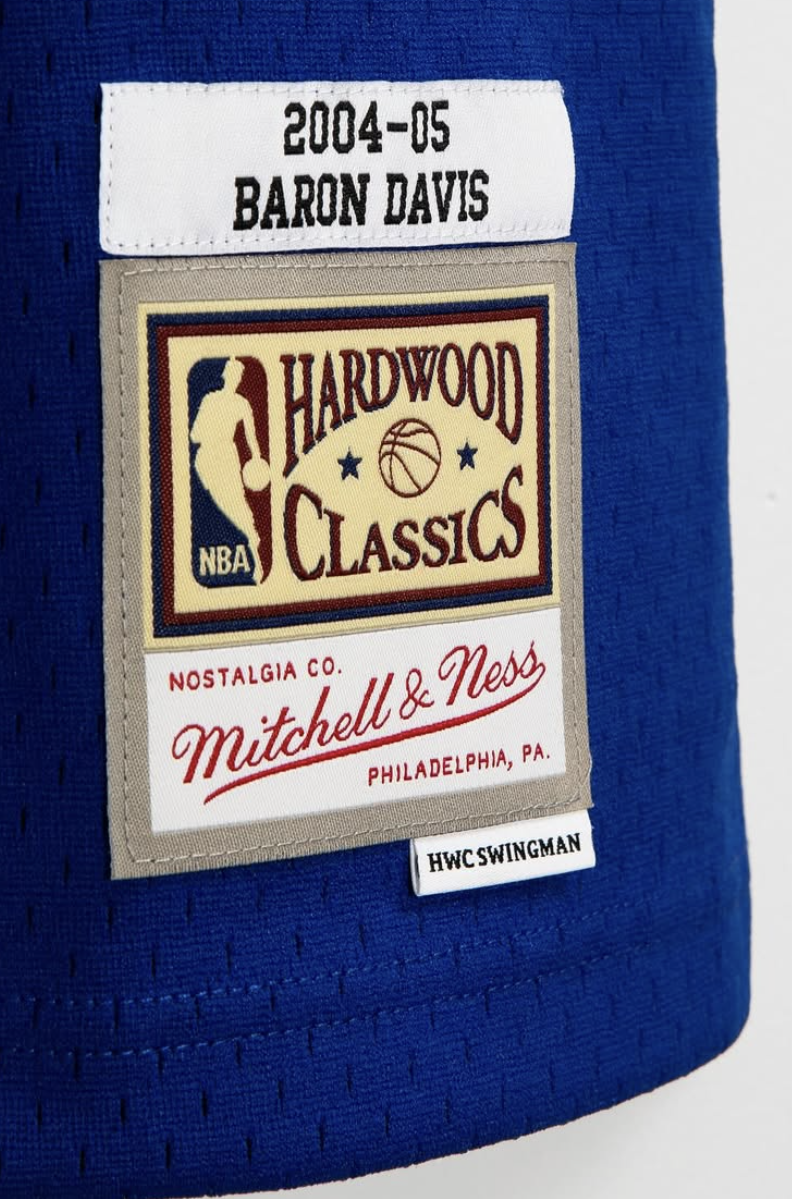 2004-05
BARON DAVIS
HARDWOOD
CLASSICS
NBA
NOSTALGIA CO.
Mitchell & Ness
PHILADELPHIA, PA.
HWC SWINGMAN